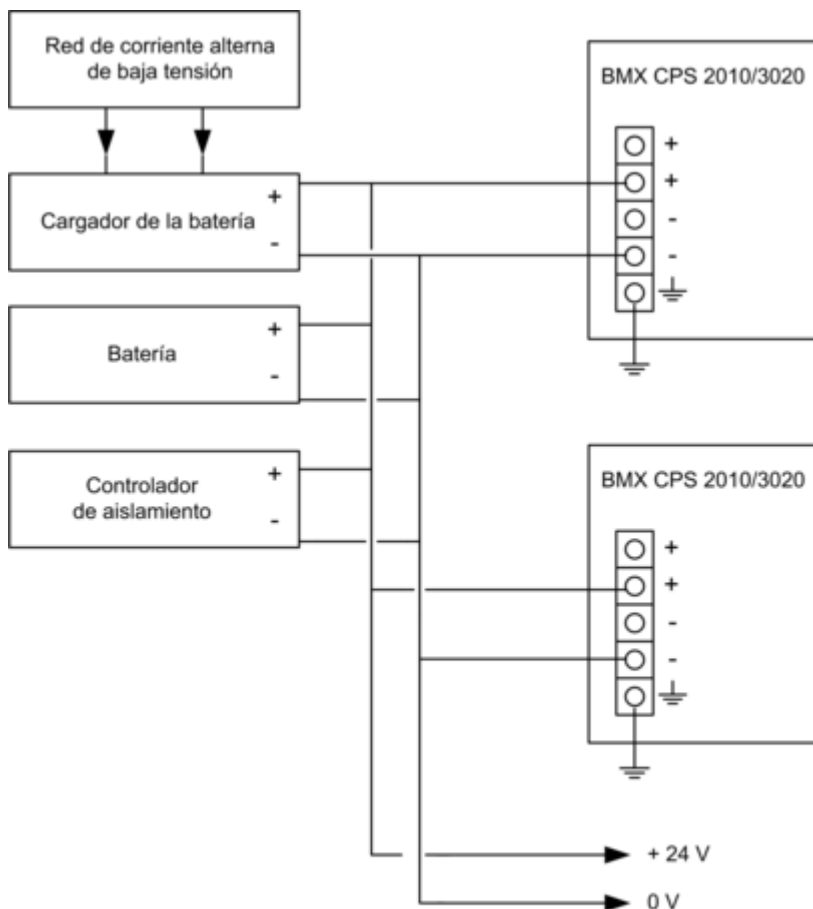 Red de corriente alterna
de baja tensión
BMX CPS 2010/3020
+
+
-
-
Cargador de la batería
+
-
Batería
+
-
Controlador
de aislamiento
+
-
BMX CPS 2010/3020
+
+
-
-
+ 24 V
0 V